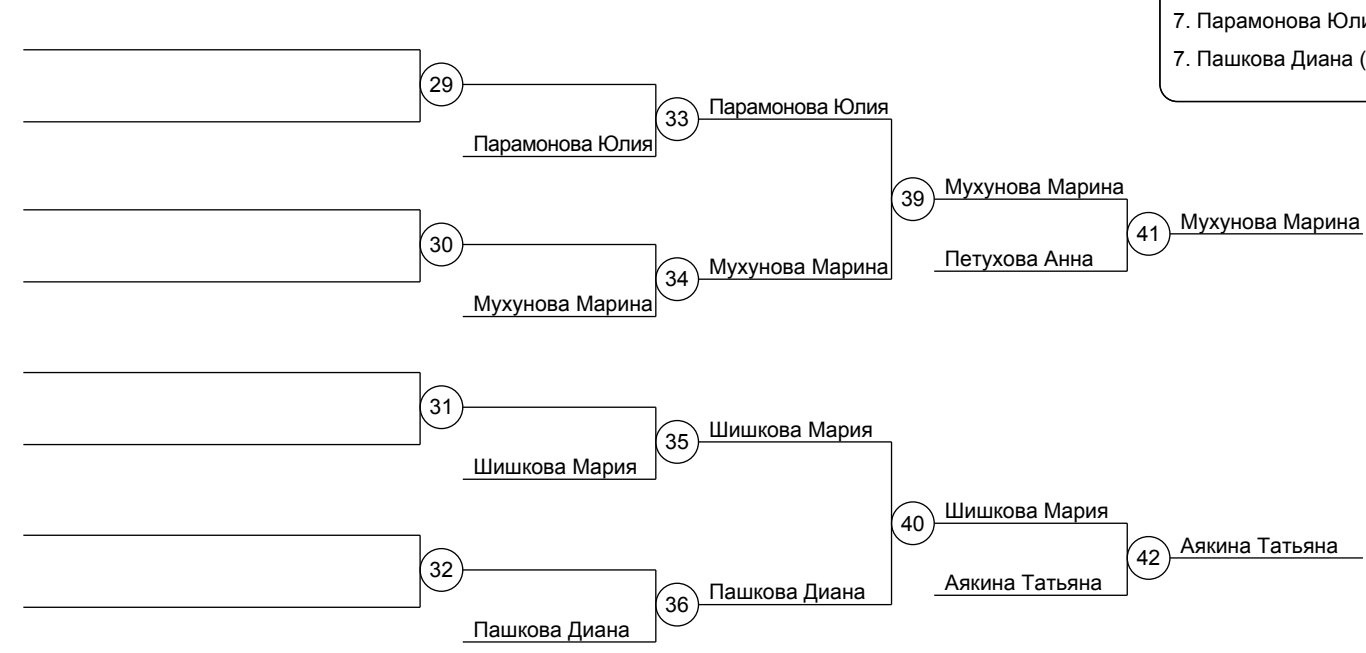 7. Парамонова
7. Пашкова Диана (
29
33
Парамонова Юлия
Парамонова Юлия
39
Мухунова Марина
30
34
Мухунова Марина
Мухунова Марина
41
Мухунова Марина
Петухова Анна
31
35
Шишкова Мария
Шишкова Мария
40
Шишкова Мария
32
36
Пашкова Диана
Пашкова Диана
42
Аякина Татьяна
Аякина Татьяна